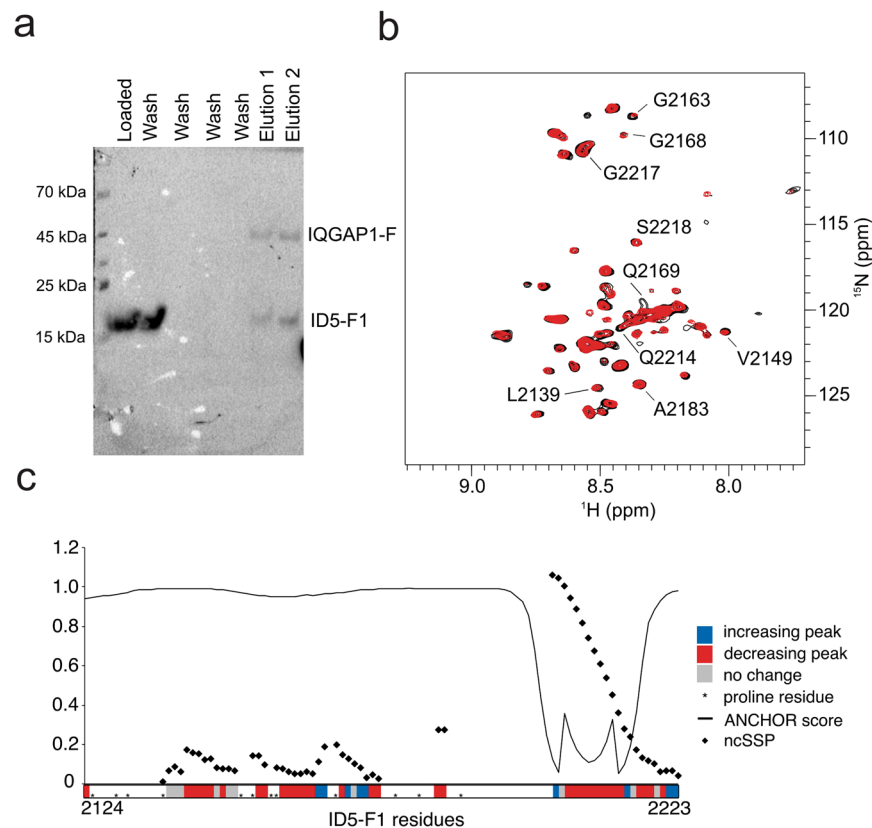 a
Loaded
Wash
Wash
Wash
Wash
Elution 1
Elution 2
70 kDa
45 kDa
25 kDa
15 kDa
IQGAP1-F
ID5-F1
b
G2163
G2168
G2217
S2218
Q2169
Q2214
V2149
L2139
A2183
110
115
120
125
¹⁵N (ppm)
9.0
8.5
8.0
¹H (ppm)
c
1.2
1.0
0.8
0.6
0.4
0.2
0
2124
2223
ID5-F1 residues
increasing peak
decreasing peak
no change
* proline residue
ANCHOR score
ncSSP